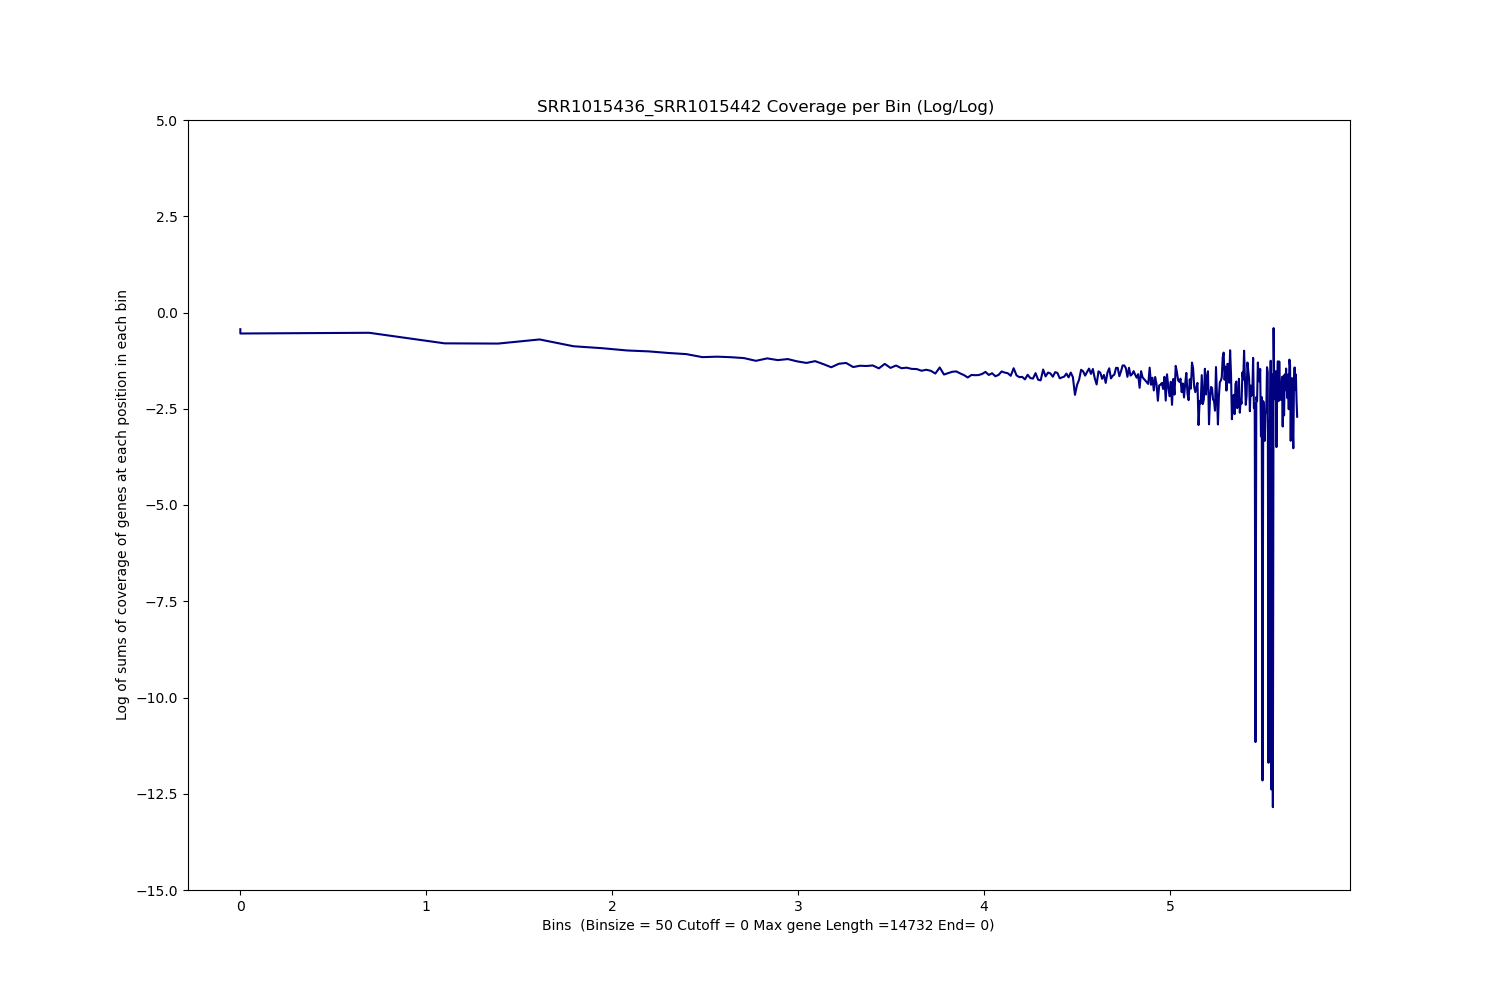 SRR1015436_SRR1015442 Coverage per Bin (Log/Log)
5.0
2.5
0.0
−2.5
−5.0
−7.5
−10.0
−12.5
−15.0
Log of sums of coverage of genes at each position in each bin
0 1 2 3 4 5
Bins  (Binsize = 50 Cutoff = 0 Max gene Length =14732 End= 0)